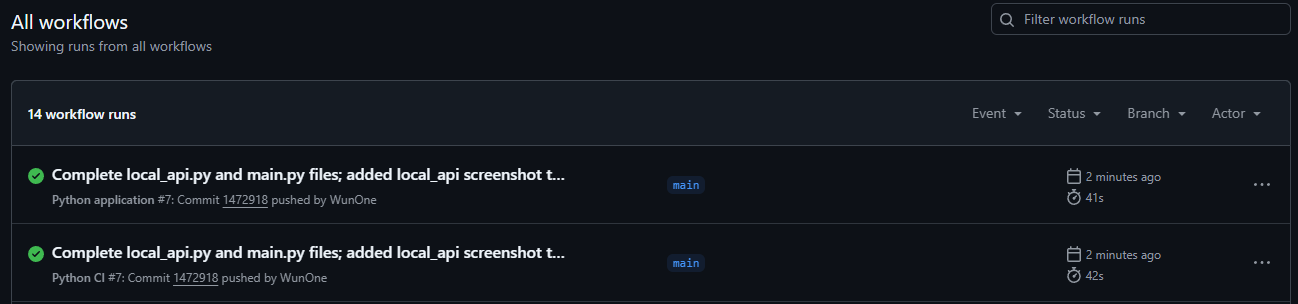 All workflows
Showing runs from all workflows
Filter workflow runs
14 workflow runs
Event
Status
Branch
Actor
Complete local_api.py and main.py files; added local_api screenshot t...
main
2 minutes ago
Python application #7: Commit 1472918 pushed by WunOne
41s
Complete local_api.py and main.py files; added local_api screenshot t...
main
2 minutes ago
Python CI #7: Commit 1472918 pushed by WunOne
42s